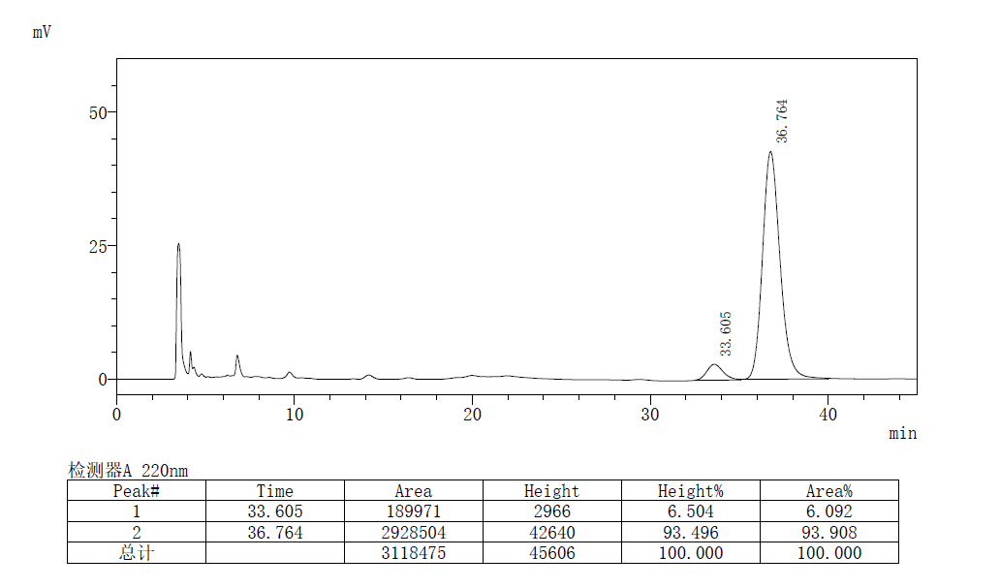 mV
50
25
0
36.764
33.605
0 10 20 30 40
min
检测器A 220nm
Peak# Time Area Height Height% Area%
1 33.605 189971 2966 6.504 6.092
2 36.764 2928504 42640 93.496 93.908
总计 3118475 45606 100.000 100.000